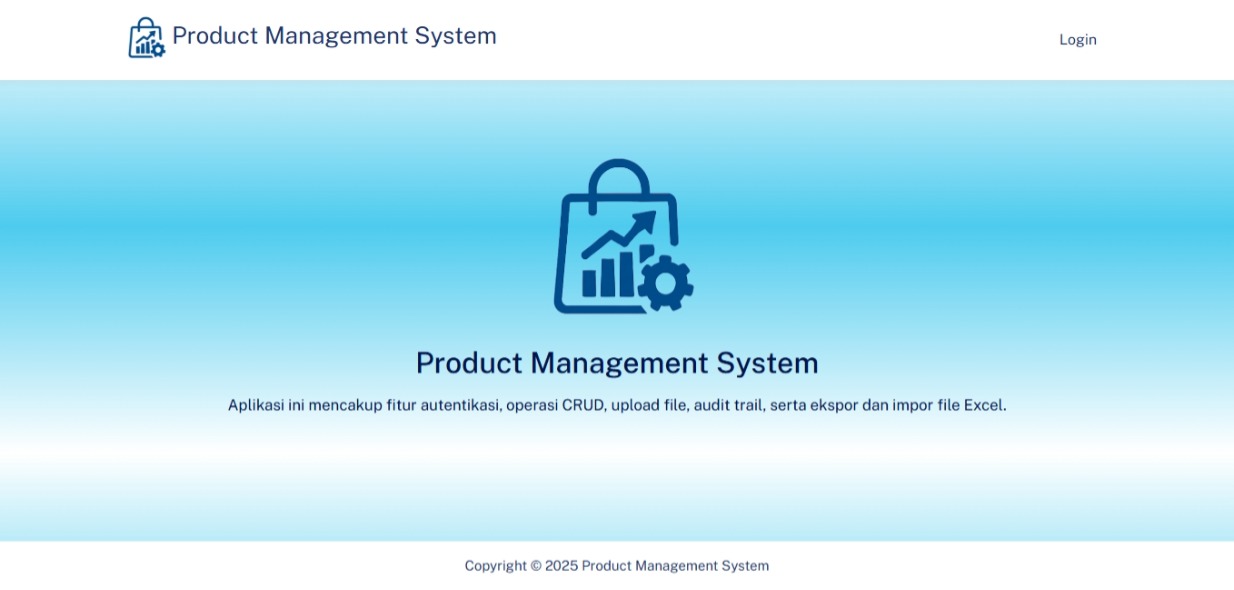 Product Management System
Login
Product Management System
Aplikasi ini mencakup fitur autentikasi, operasi CRUD, upload file, audit trail, serta ekspor dan impor file Excel.
Copyright © 2025 Product Management System